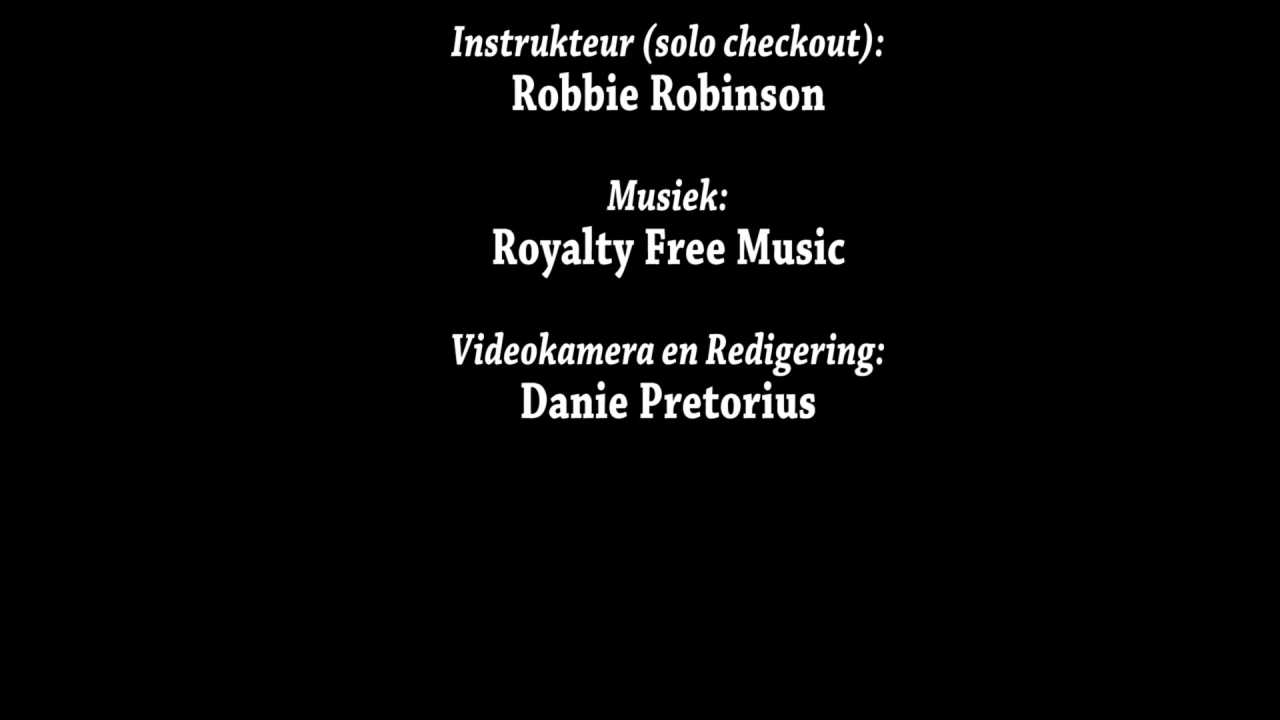 Instrukteur (solo checkout):
Robbie Robinson
Musiek:
Royalty Free Music
Videokamera en Redigering:
Danie Pretorius